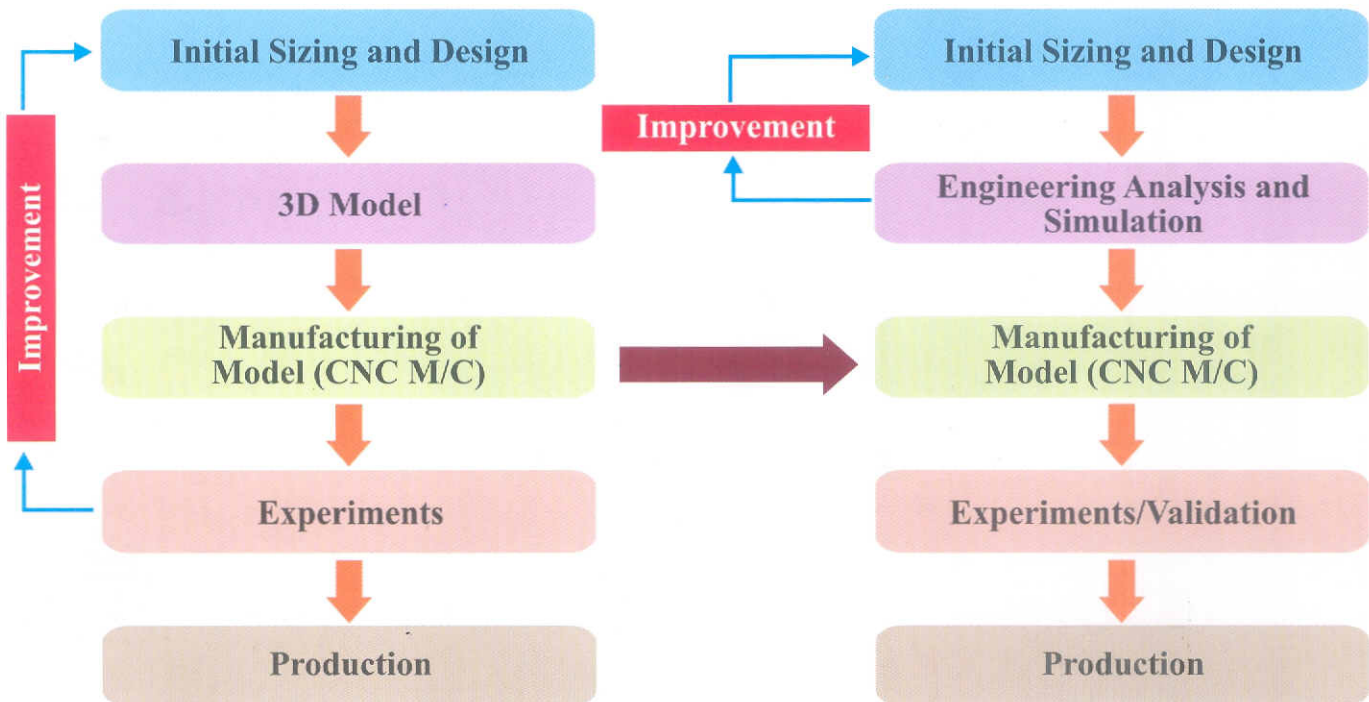 Initial Sizing and Design
3D Model
Manufacturing of
Model (CNC M/C)
Experiments
Production
Improvement
Initial Sizing and Design
Engineering Analysis and
Simulation
Manufacturing of
Model (CNC M/C)
Experiments/Validation
Production
Improvement